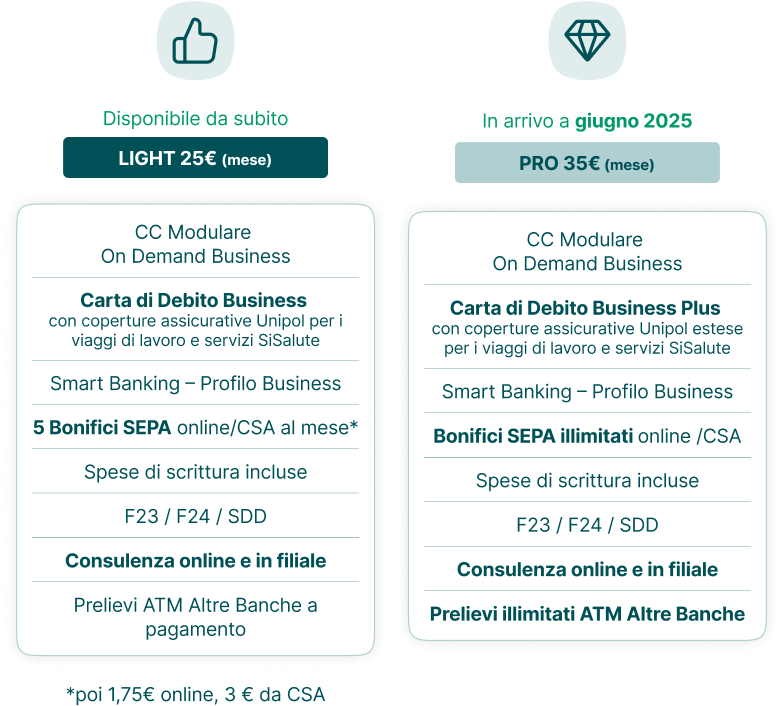 Disponibile da subito
LIGHT 25€ (mese)
CC Modulare
On Demand Business
Carta di Debito Business
con coperture assicurative Unipol per i
viaggi di lavoro e servizi SiSalute
Smart Banking – Profilo Business
5 Bonifici SEPA online/CSA al mese*
Spese di scrittura incluse
F23 / F24 / SDD
Consulenza online e in filiale
Prelievi ATM Altre Banche a
pagamento
*poi 1,75€ online, 3 € da CSA
In arrivo a giugno 2025
PRO 35€ (mese)
CC Modulare
On Demand Business
Carta di Debito Business Plus
con coperture assicurative Unipol estese
per i viaggi di lavoro e servizi SiSalute
Smart Banking – Profilo Business
Bonifici SEPA illimitati online /CSA
Spese di scrittura incluse
F23 / F24 / SDD
Consulenza online e in filiale
Prelievi illimitati ATM Altre Banche